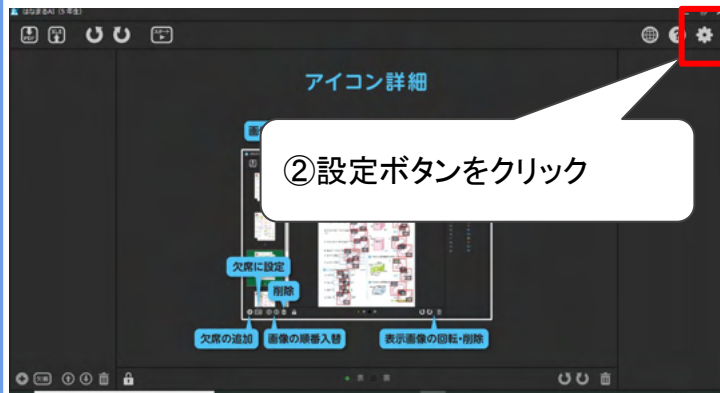 はなまるAI (5年生)
PDF
スタート
アイコン詳細
②設定ボタンをクリック
欠席に設定
削除
欠席の追加
画像の順番入替
表示画像の回転・削除
欠席
表
裏